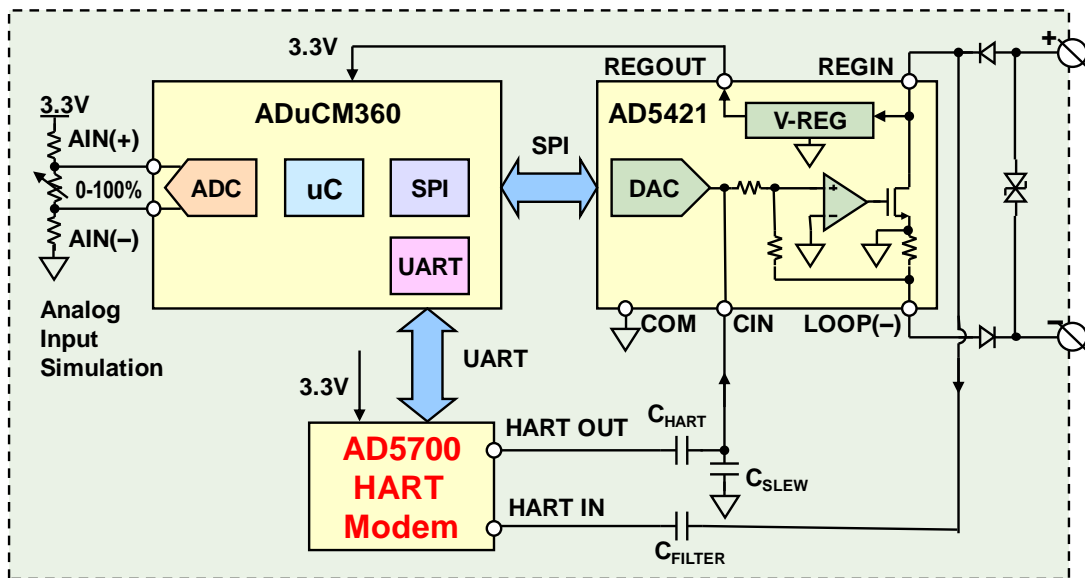 3.3V
REGOUT
REGIN
+
3.3V
ADuCM360
AD5421
V-REG
AIN(+)
SPI
ADC
uC
SPI
DAC
+
0-100%
–
AIN(–)
UART
Analog
Input
Simulation
COM
CIN
LOOP(–)
–
UART
3.3V
CHART
HART OUT
AD5700
HART
Modem
CSLEW
HART IN
CFILTER